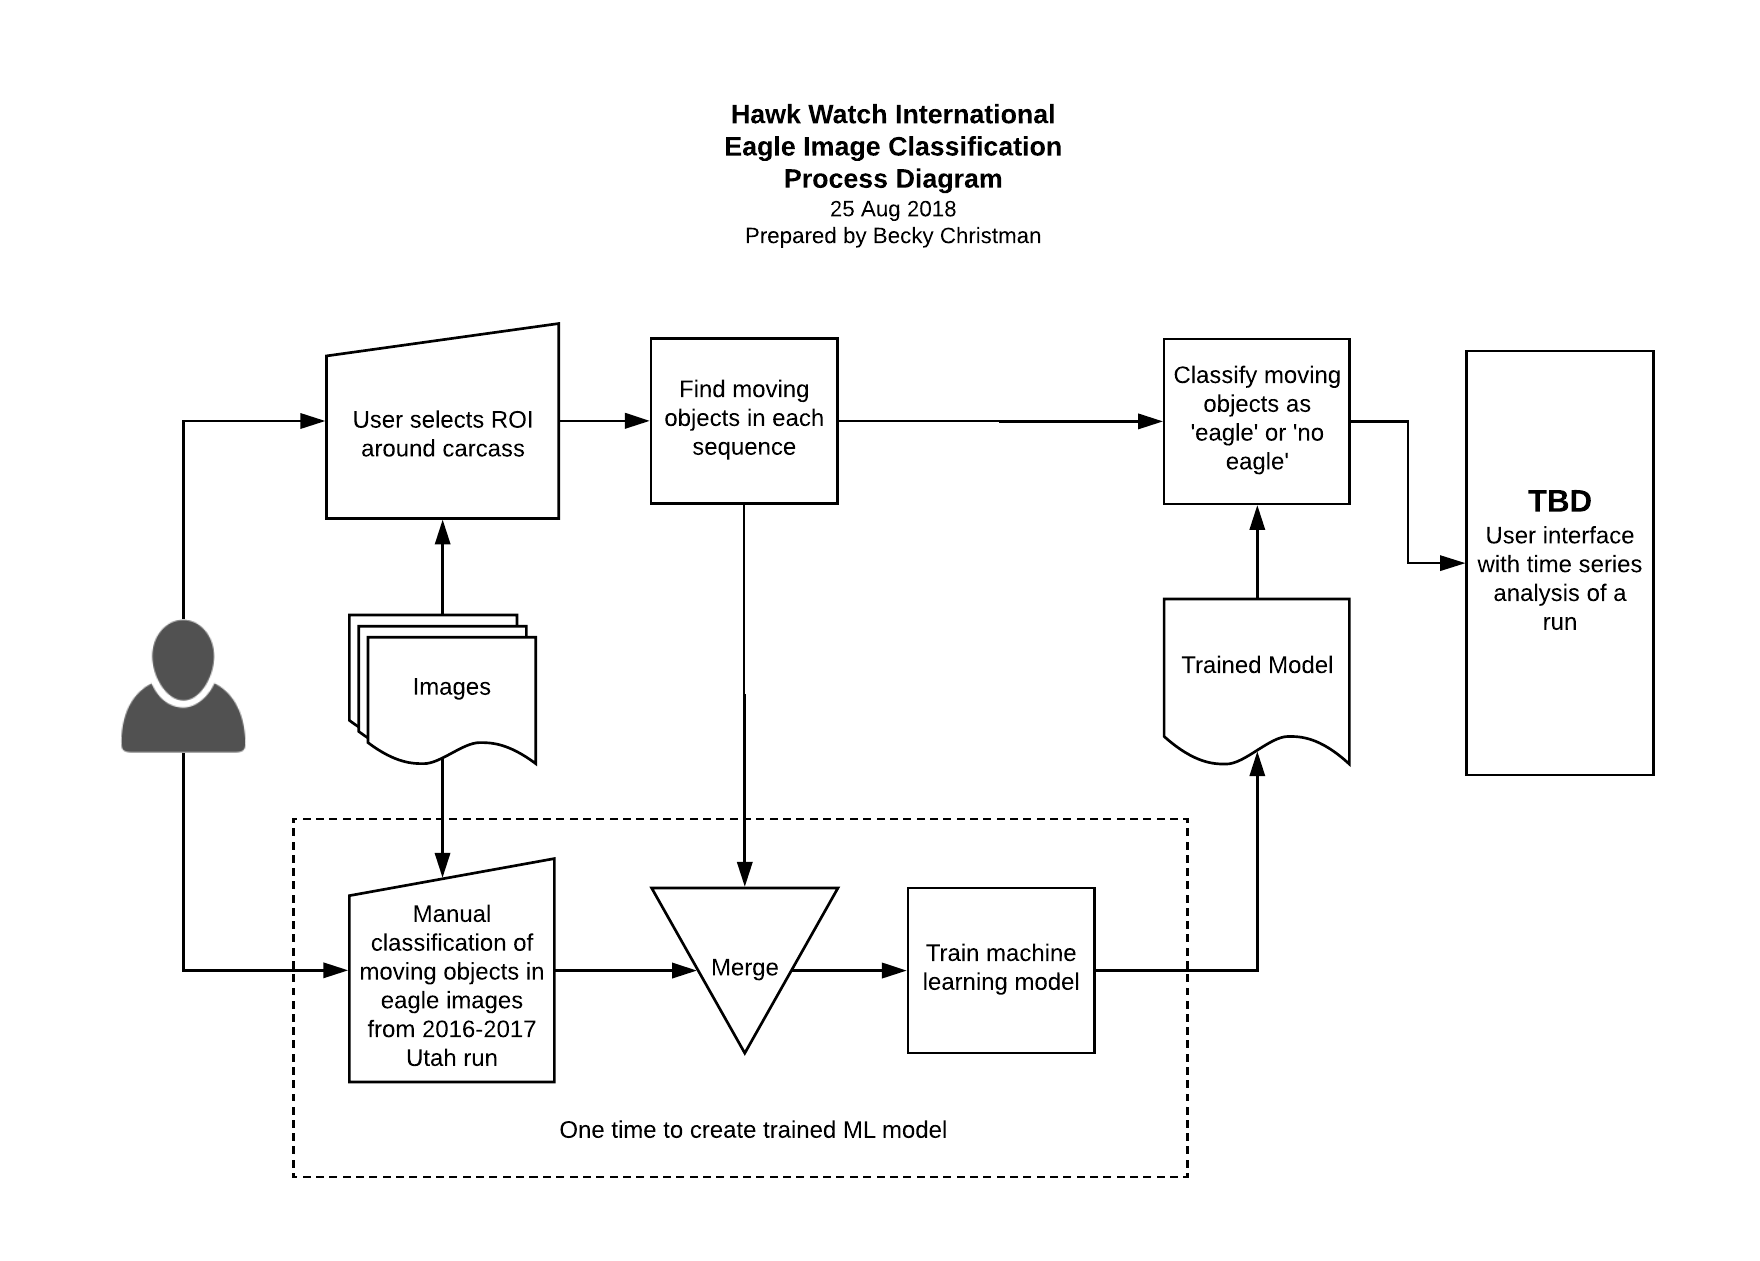 Hawk Watch International
Eagle Image Classification
Process Diagram
25 Aug 2018
Prepared by Becky Christman
User selects ROI
around carcass
Find moving
objects in each
sequence
Classify moving
objects as
'eagle' or 'no
eagle'
TBD
User interface
with time series
analysis of a
run
Images
Trained Model
Manual
classification of
moving objects in
eagle images
from 2016-2017
Utah run
Merge
Train machine
learning model
One time to create trained ML model